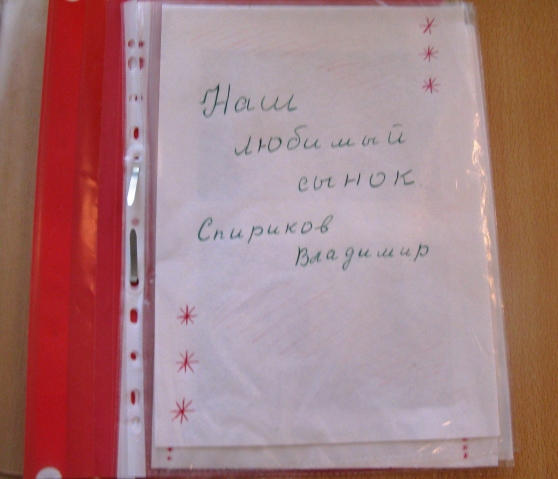 Наш
любимый
сынок
Спириков
Владимир